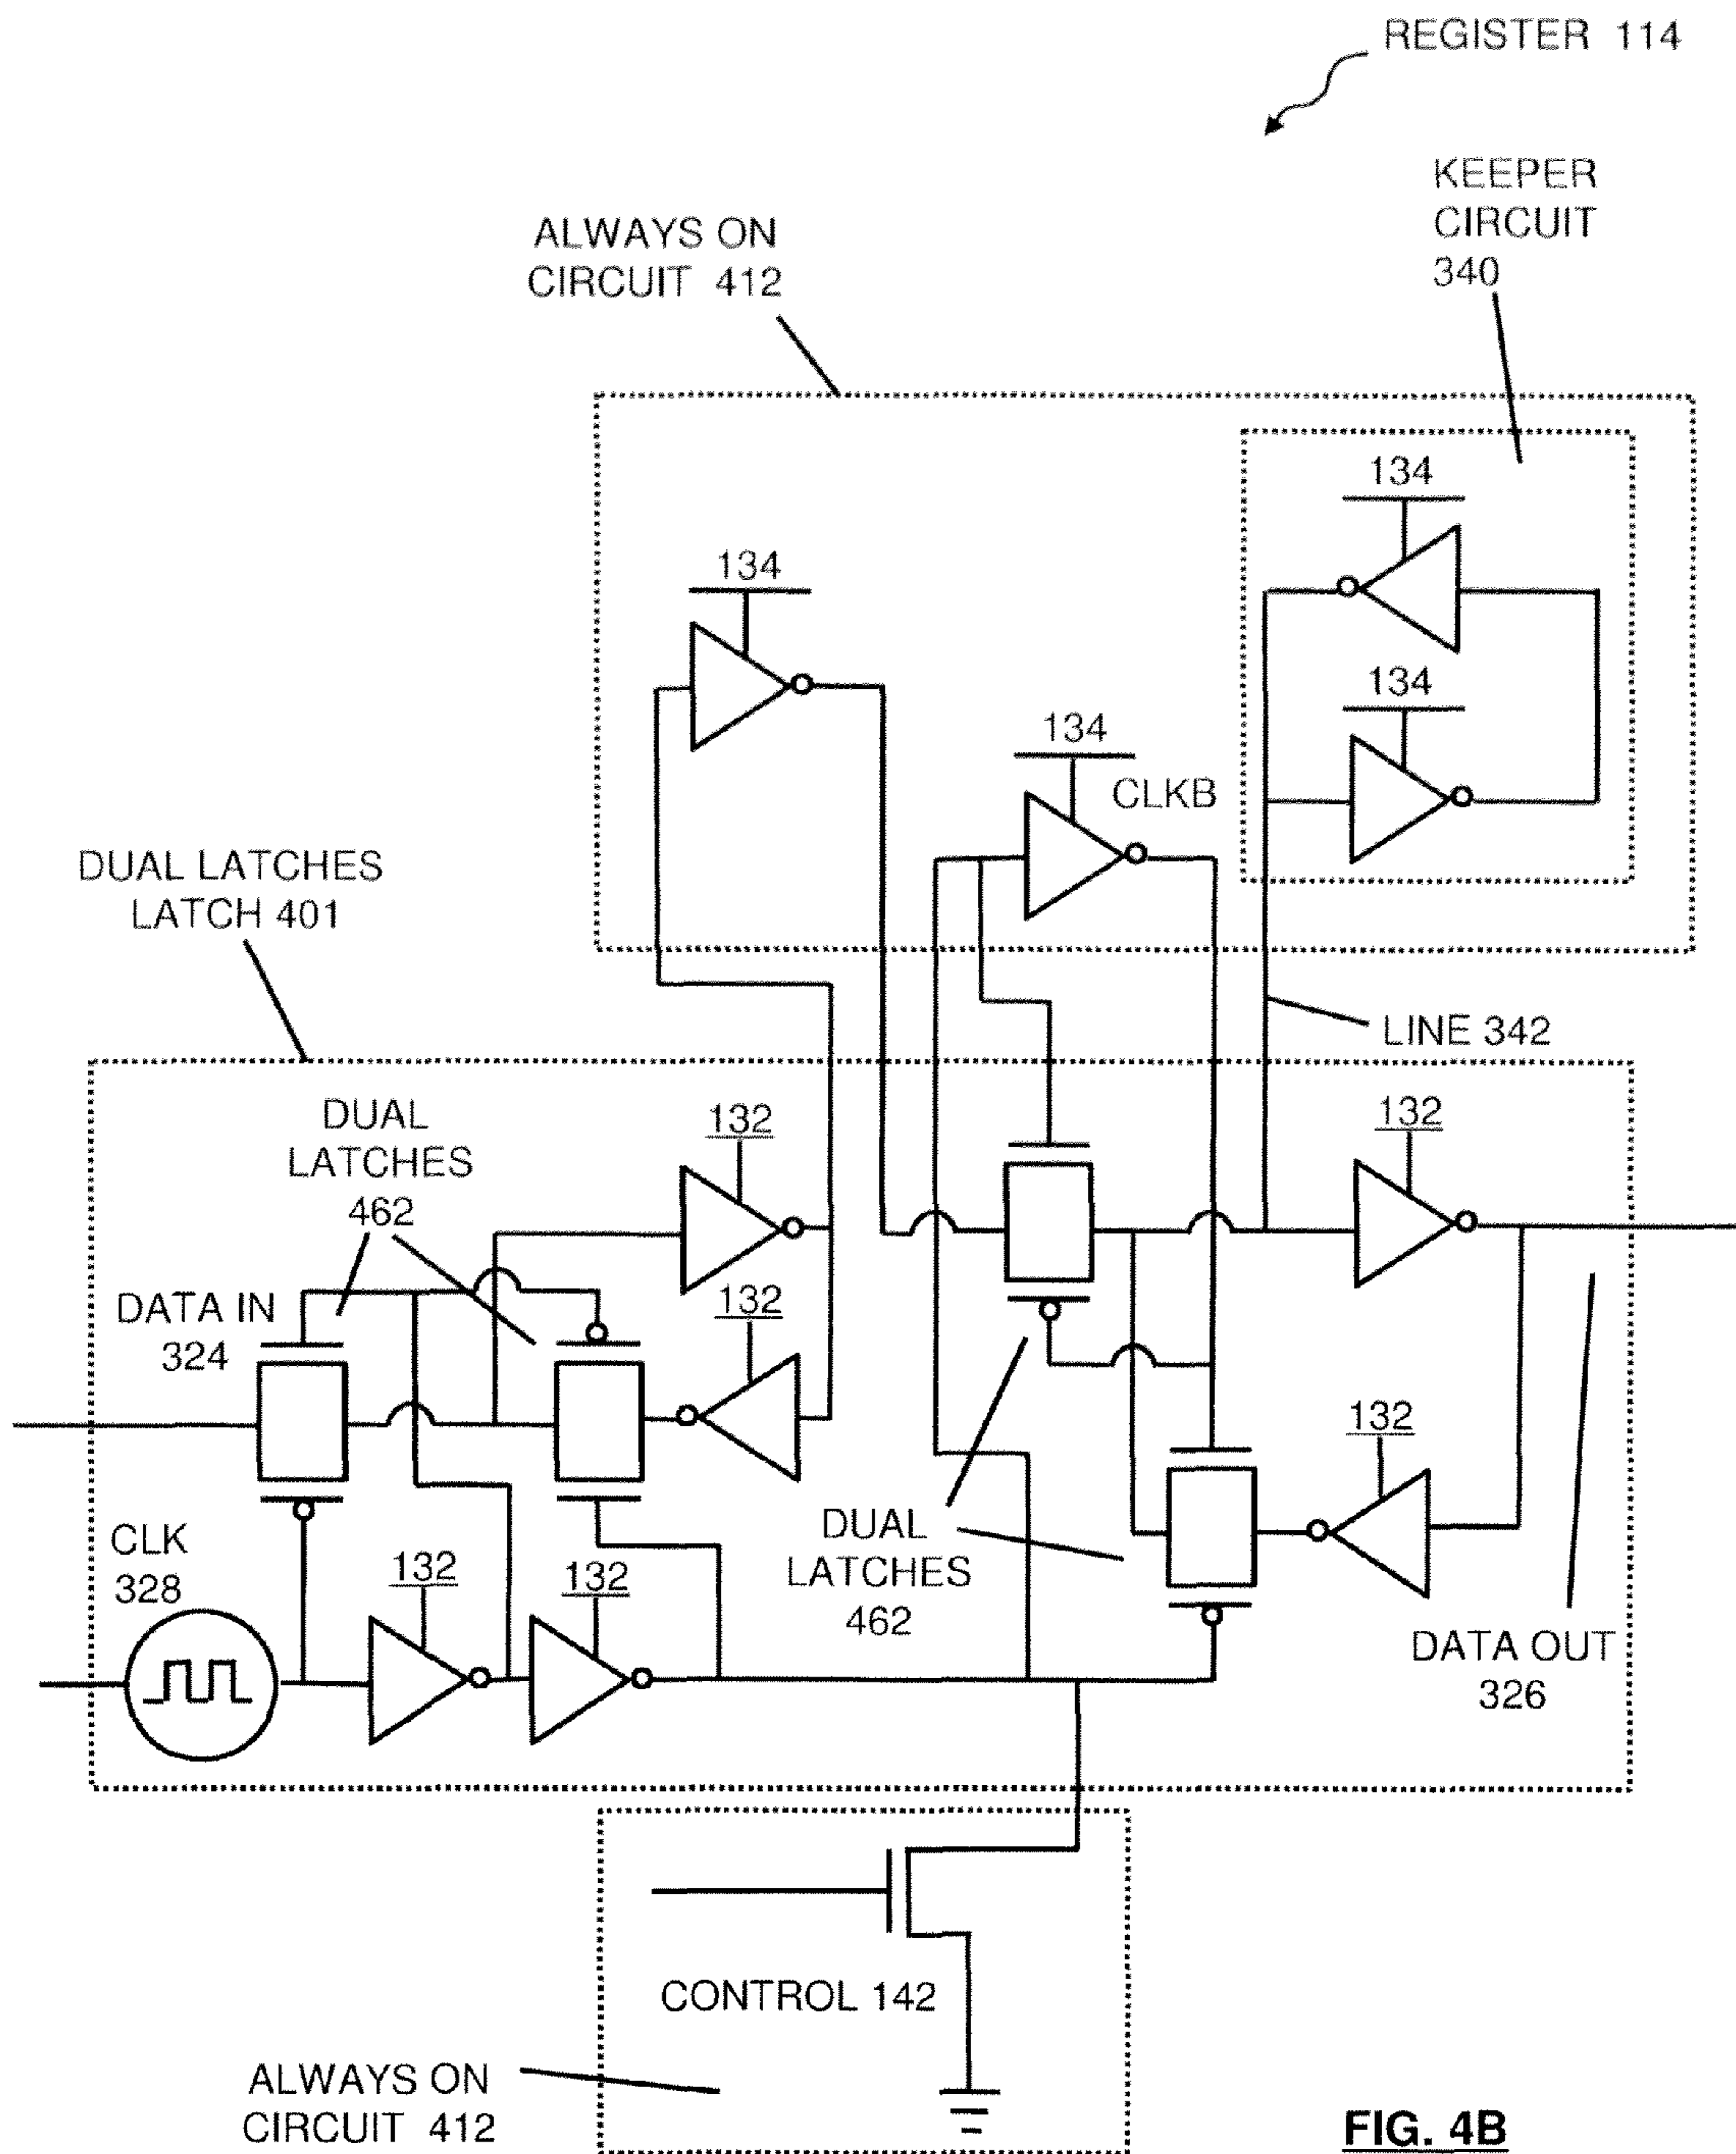 REGISTER 114
KEEPER
CIRCUIT
340
ALWAYS ON
CIRCUIT 412
134
134
134
134
CLKB
DUAL LATCHES
LATCH 401
LINE 342
DUAL
LATCHES
462
132
132
DATA IN
324
132
132
CLK
328
132
132
DUAL
LATCHES
462
DATA OUT
326
CONTROL 142
ALWAYS ON
CIRCUIT 412
FIG. 4B